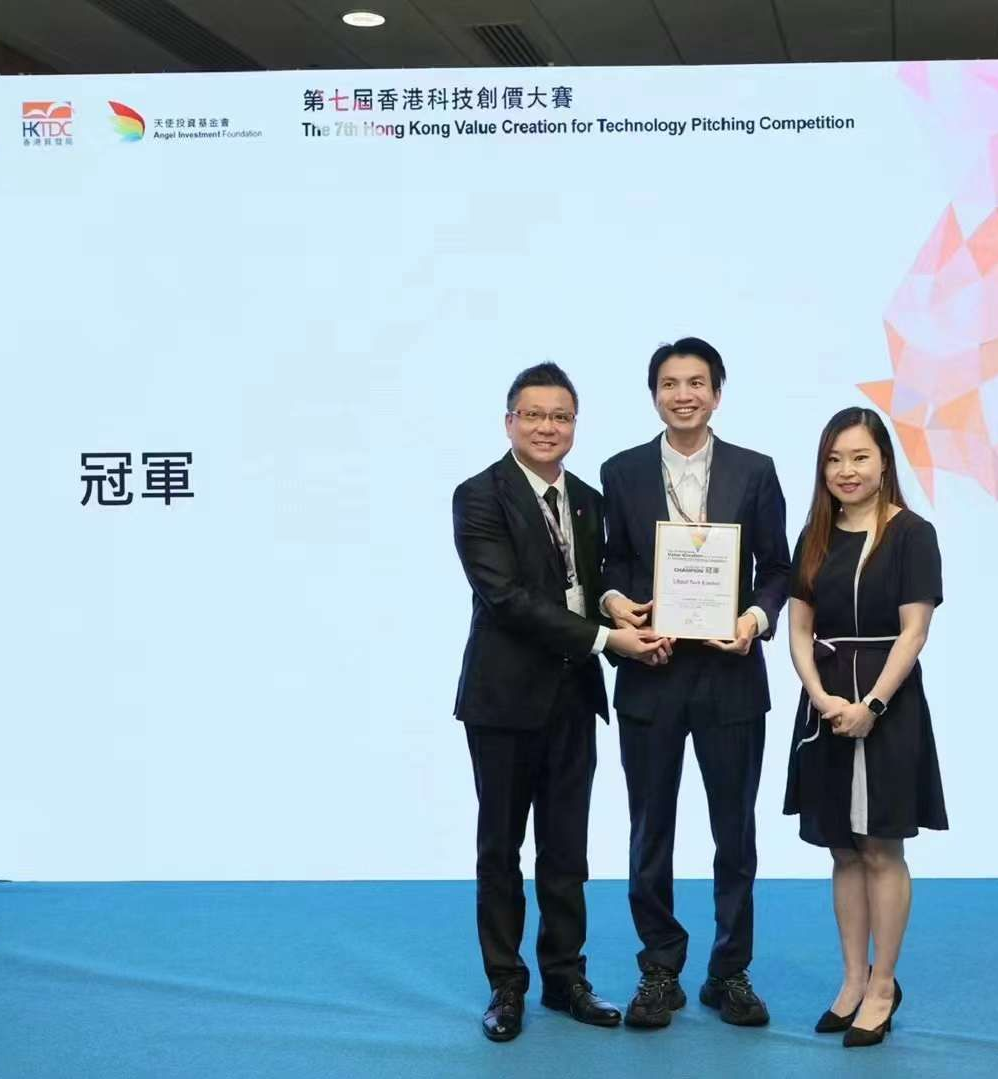 HKTDC
香港貿發局
天使投資基金會
Angel Investment Foundation
第七屆香港科技創價大賽
The 7th Hong Kong Value Creation for Technology Pitching Competition
冠軍
Value Creation
CHAMPION 冠軍